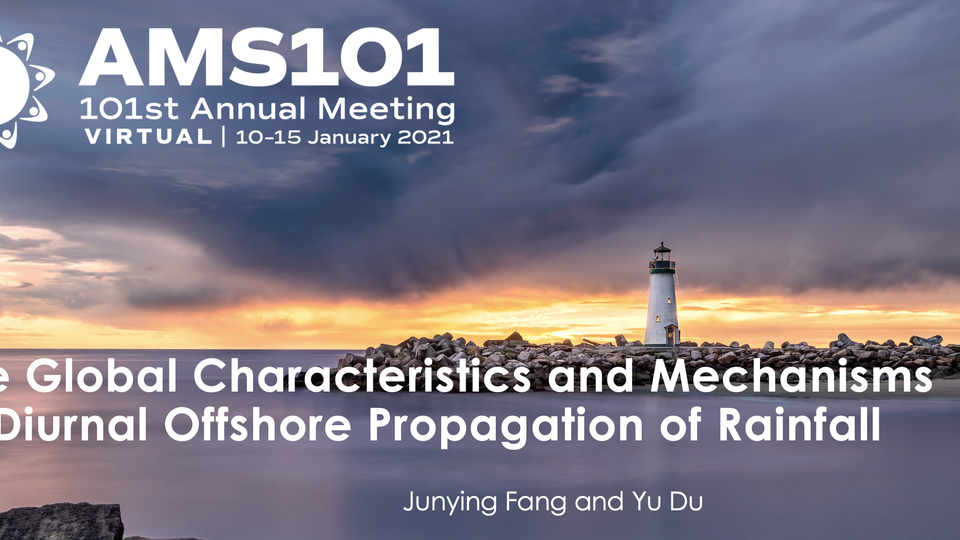 AMS101
101st Annual Meeting
VIRTUAL | 10-15 January 2021
Global Characteristics and Mechanisms
Diurnal Offshore Propagation of Rainfall
Junying Fang and Yu Du